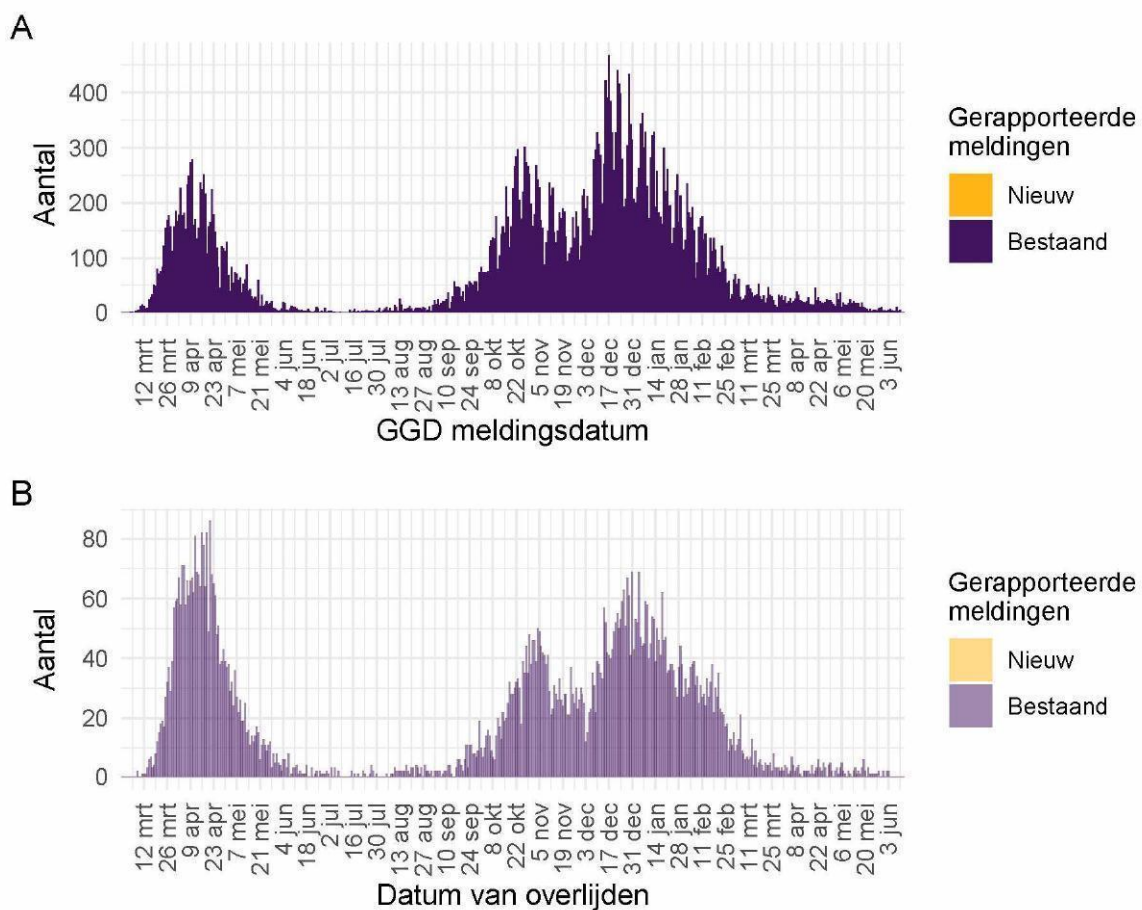 A
Aantal
400
300
200
100
0
12 mrt
26 mrt
9 apr
23 apr
7 mei
21 mei
4 jun
18 jun
2 jul
16 jul
30 jul
13 aug
27 aug
10 sep
24 sep
8 okt
22 okt
5 nov
19 nov
3 dec
17 dec
31 dec
14 jan
28 jan
11 feb
25 feb
11 mrt
25 mrt
8 apr
22 apr
6 mei
20 mei
3 jun
GGD meldingsdatum
Gerapporteerde
meldingen
Nieuw
Bestaand
B
Aantal
80
60
40
20
0
12 mrt
26 mrt
9 apr
23 apr
7 mei
21 mei
4 jun
18 jun
2 jul
16 jul
30 jul
13 aug
27 aug
10 sep
24 sep
8 okt
22 okt
5 nov
19 nov
3 dec
17 dec
31 dec
14 jan
28 jan
11 feb
25 feb
11 mrt
25 mrt
8 apr
22 apr
6 mei
20 mei
3 jun
Datum van overlijden
Gerapporteerde
meldingen
Nieuw
Bestaand